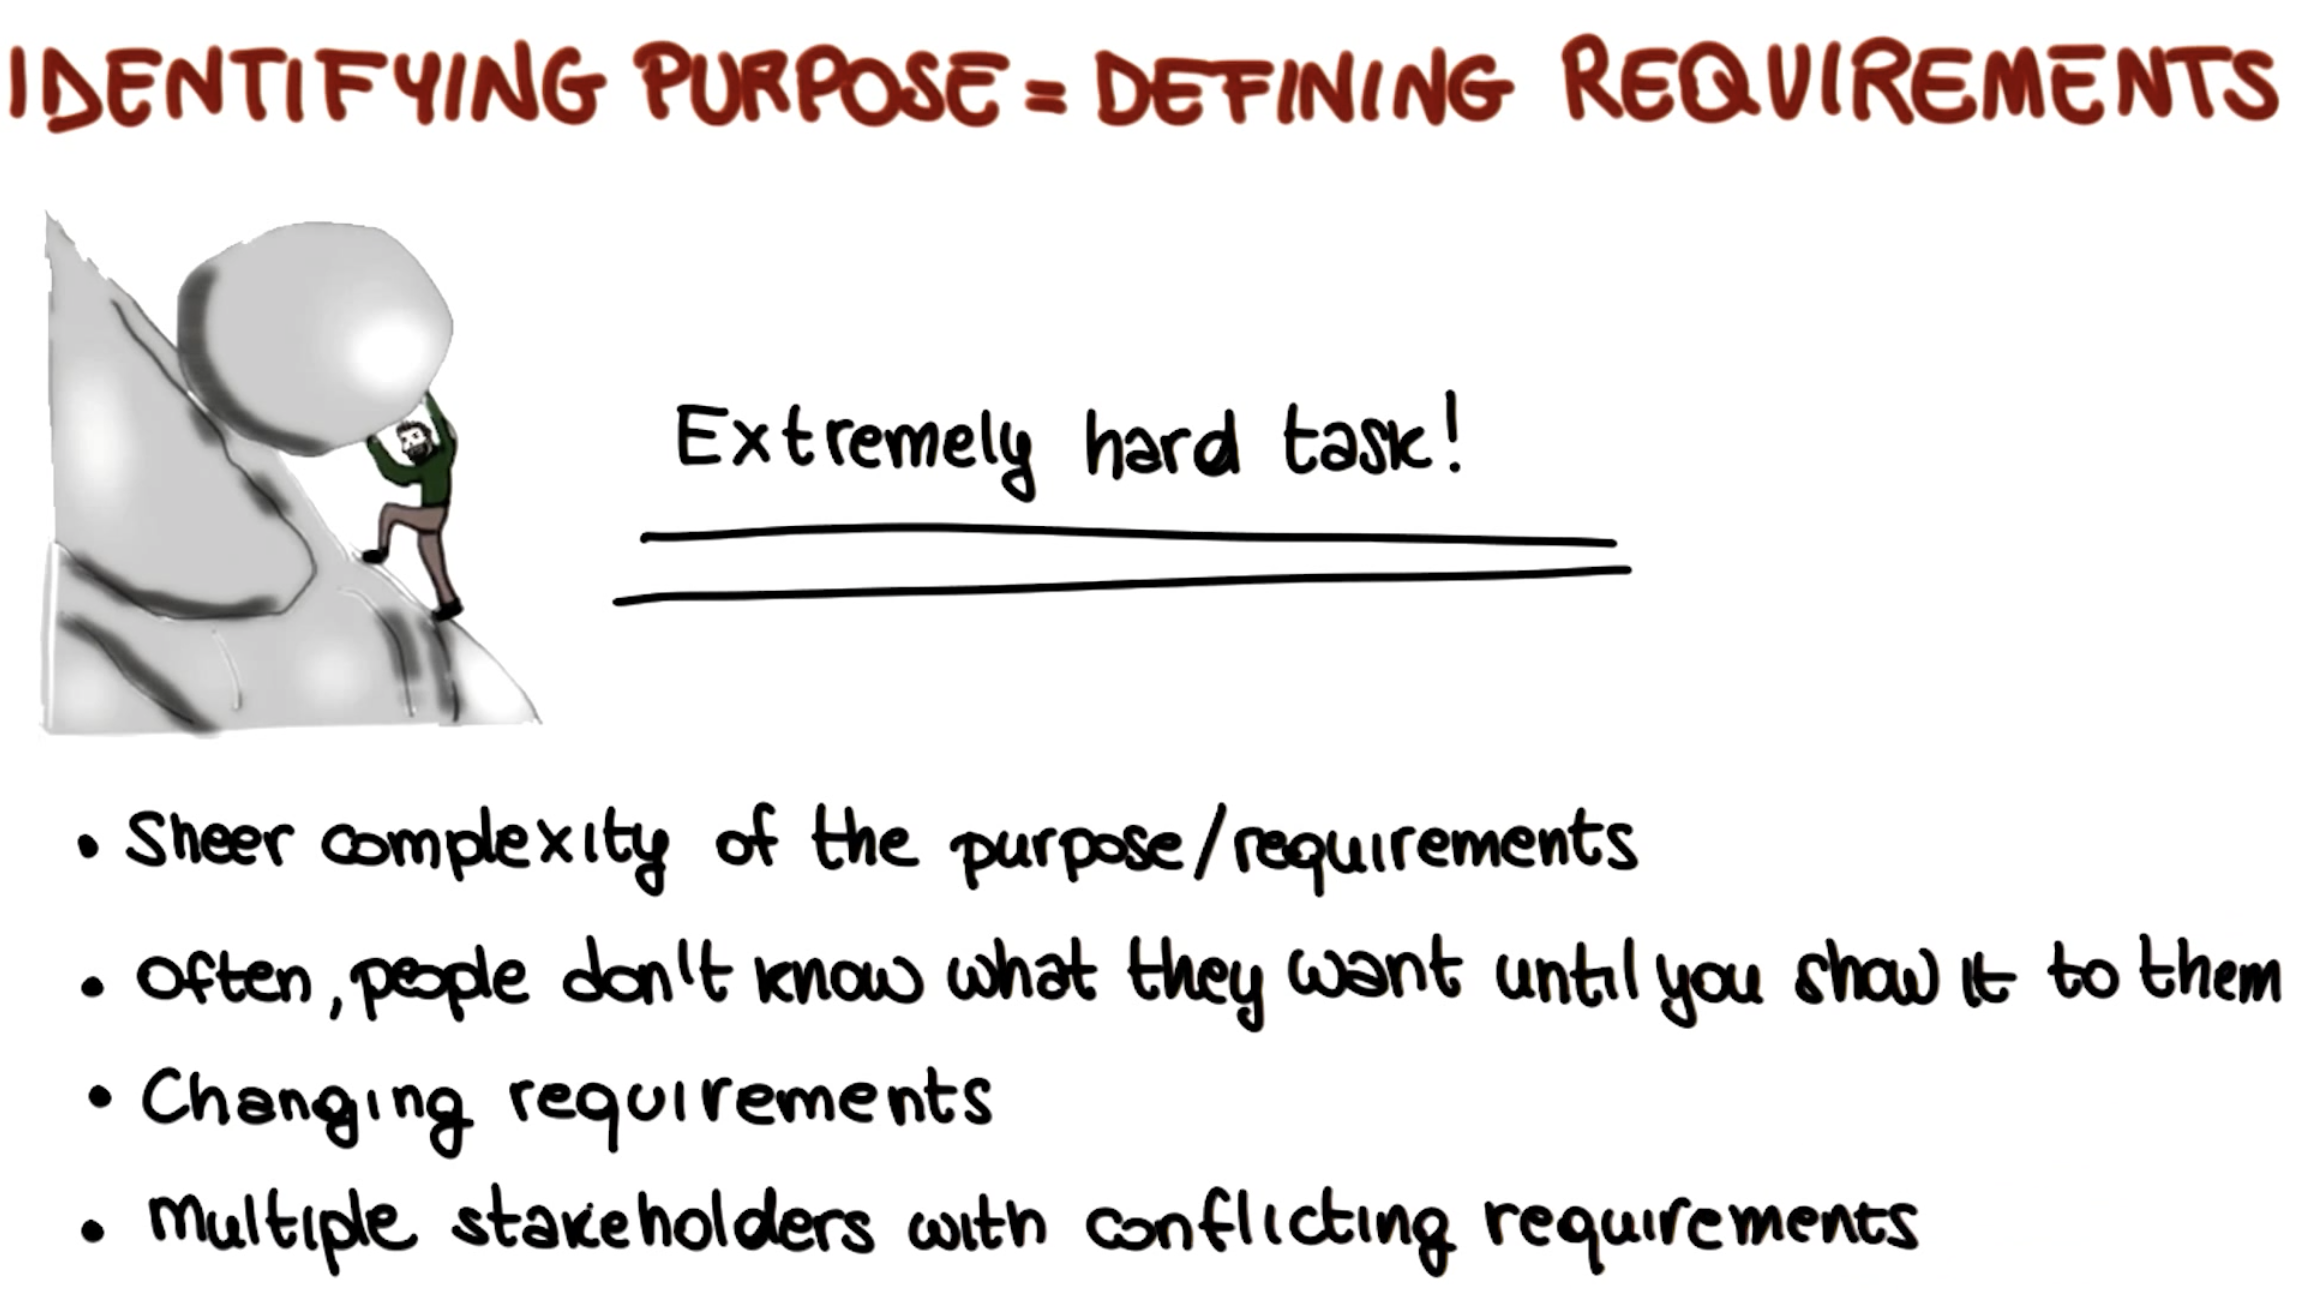 IDENTIFYING PURPOSE = DEFINING REQUIREMENTS
Extremely hard task!
• Sheer complexity of the purpose/requirements
• Often, people don't know what they want until you show it to them
• Changing requirements
• Multiple stakeholders with conflicting requirements